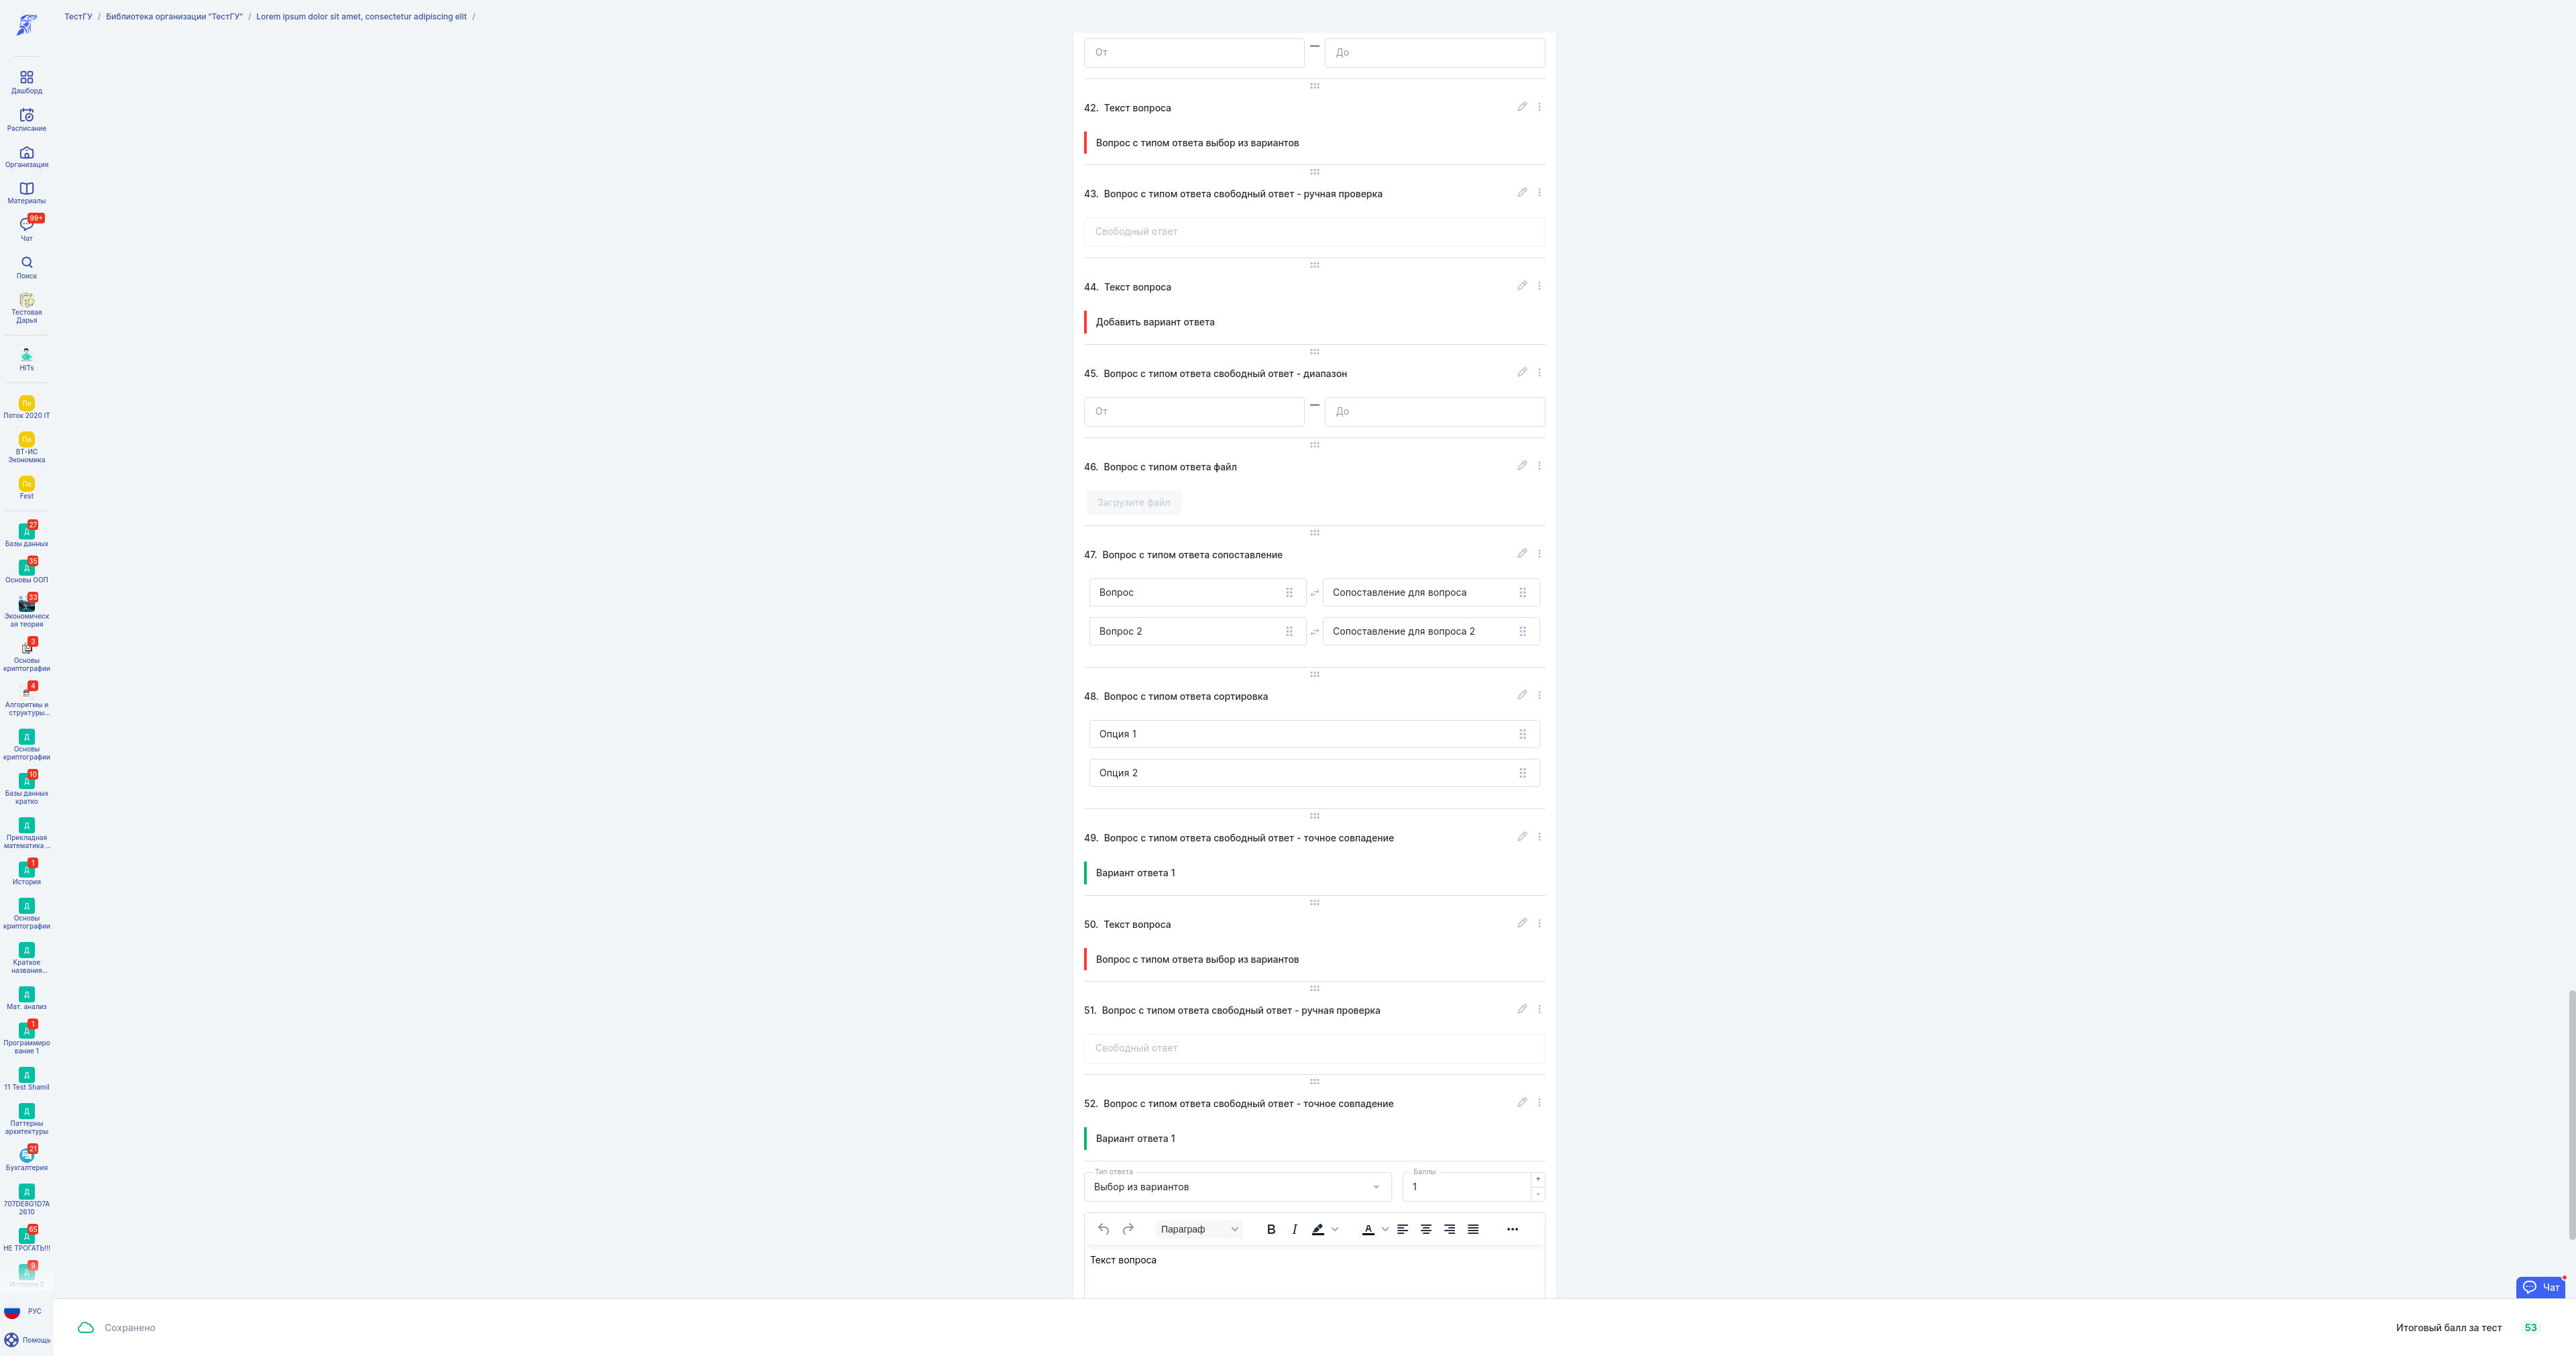 ТестГУ / Библиотека организации "ТестГУ" / Lorem ipsum dolor sit amet, consectetur adipiscing elit /
Дашборд
Расписание
Организация
Материалы
99+
Чат
Поиск
Тестовая
Дарья
HITs
По
Поток 2020 IT
По
ВТ-ИС
Экономика
По
Fest
27
Д
Базы данных
35
Д
Основы ООП
33
Экономическ
ая теория
3
Основы
криптографии
4
Алгоритмы и
структуры...
Д
Основы
криптографии
10
Д
Базы данных
кратко
Д
Прикладная
математика ...
1
Д
История
Д
Основы
криптографии
Д
Краткое
названия...
Д
Мат. анализ
1
Д
Программиро
вание 1
Д
11 Test Shamil
Д
Паттерны
архитектуры
21
Бухгалтерия
Д
707DE8G1D7A
2610
65
Д
НЕ ТРОГАТЬ!!!
9
Д
История 2
РУС
Помощь
От — До
42. Текст вопроса
Вопрос с типом ответа выбор из вариантов
43. Вопрос с типом ответа свободный ответ - ручная проверка
Свободный ответ
44. Текст вопроса
Добавить вариант ответа
45. Вопрос с типом ответа свободный ответ - диапазон
От — До
46. Вопрос с типом ответа файл
Загрузите файл
47. Вопрос с типом ответа сопоставление
Вопрос Сопоставление для вопроса
Вопрос 2 Сопоставление для вопроса 2
48. Вопрос с типом ответа сортировка
Опция 1
Опция 2
49. Вопрос с типом ответа свободный ответ - точное совпадение
Вариант ответа 1
50. Текст вопроса
Вопрос с типом ответа выбор из вариантов
51. Вопрос с типом ответа свободный ответ - ручная проверка
Свободный ответ
52. Вопрос с типом ответа свободный ответ - точное совпадение
Вариант ответа 1
Тип ответа Баллы
Выбор из вариантов 1 + -
Параграф B I A
Текст вопроса
Чат
Сохранено
Итоговый балл за тест 53